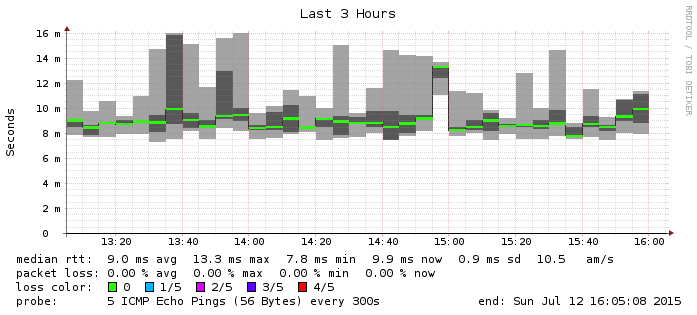 Last 3 Hours
RRDTOOL / TOBI OETIKER
Seconds
16 m
14 m
12 m
10 m
8 m
6 m
4 m
2 m
0
13:20 13:40 14:00 14:20 14:40 15:00 15:20 15:40 16:00
median rtt: 9.0 ms avg 13.3 ms max 7.8 ms min 9.9 ms now 0.9 ms sd 10.5 am/s
packet loss: 0.00 % avg 0.00 % max 0.00 % min 0.00 % now
loss color: 0 1/5 2/5 3/5 4/5
probe: 5 ICMP Echo Pings (56 Bytes) every 300s end: Sun Jul 12 16:05:08 2015